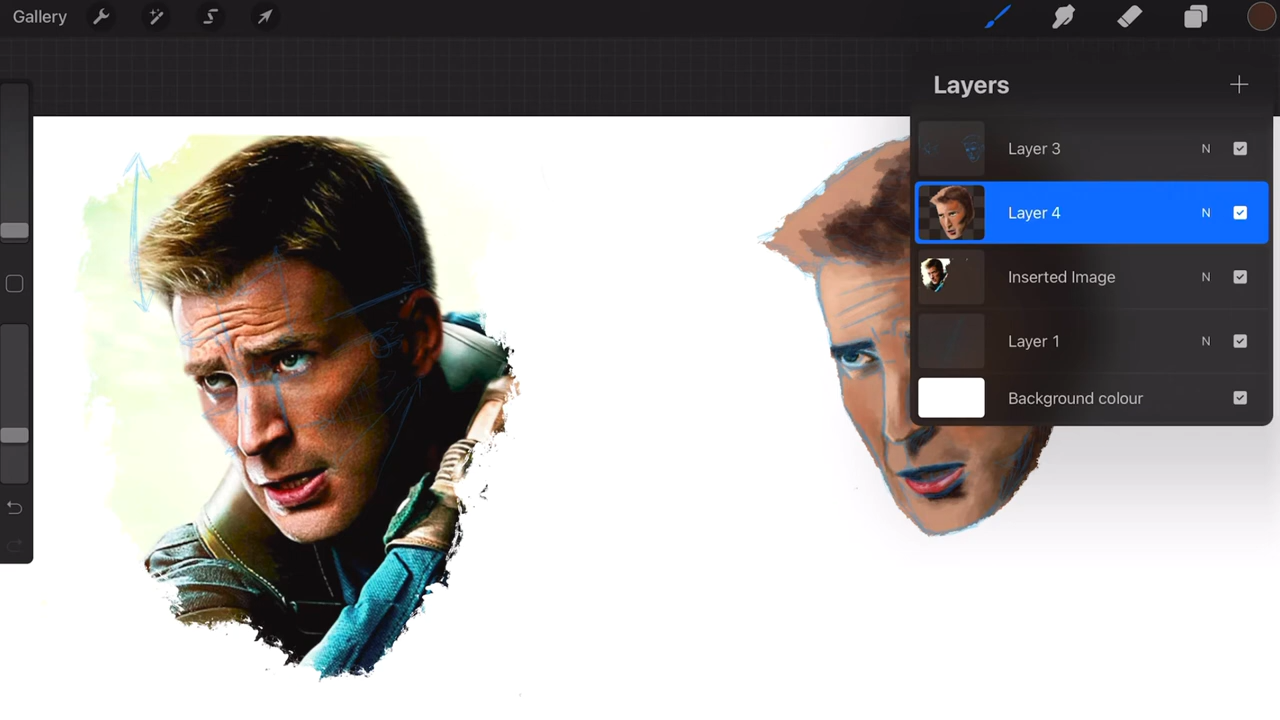 Gallery
Layers
Layer 3 N
Layer 4 N
Inserted Image N
Layer 1 N
Background colour